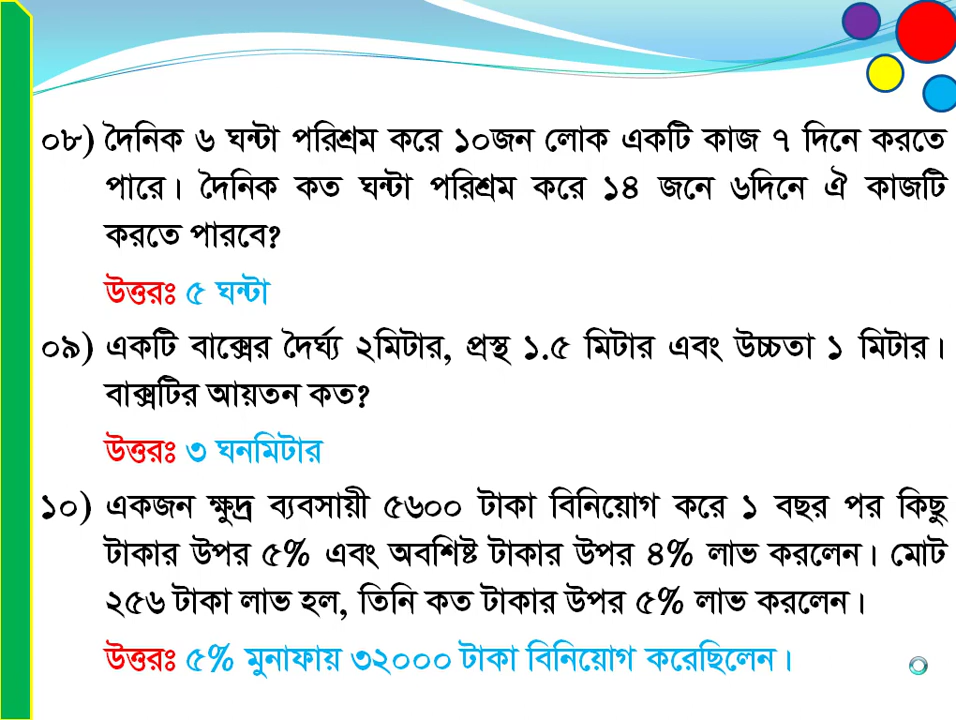 ০৮) দৈনিক ৬ ঘন্টা পরিশ্রম করে ১০জন লোক একটি কাজ ৭ দিনে করতে
পারে। দৈনিক কত ঘন্টা পরিশ্রম করে ১৪ জনে ৬দিনে ঐ কাজটি
করতে পারবে?
উত্তরঃ ৫ ঘন্টা
০৯) একটি বাক্সের দৈর্ঘ্য ২মিটার, প্রস্থ ১.৫ মিটার এবং উচ্চতা ১ মিটার।
বাক্সটির আয়তন কত?
উত্তরঃ ৩ ঘনমিটার
১০) একজন ক্ষুদ্র ব্যবসায়ী ৫৬০০ টাকা বিনিয়োগ করে ১ বছর পর কিছু
টাকার উপর ৫% এবং অবশিষ্ট টাকার উপর ৪% লাভ করলেন। মোট
২৫৬ টাকা লাভ হল, তিনি কত টাকার উপর ৫% লাভ করলেন।
উত্তরঃ ৫% মুনাফায় ৩২০০০ টাকা বিনিয়োগ করেছিলেন।